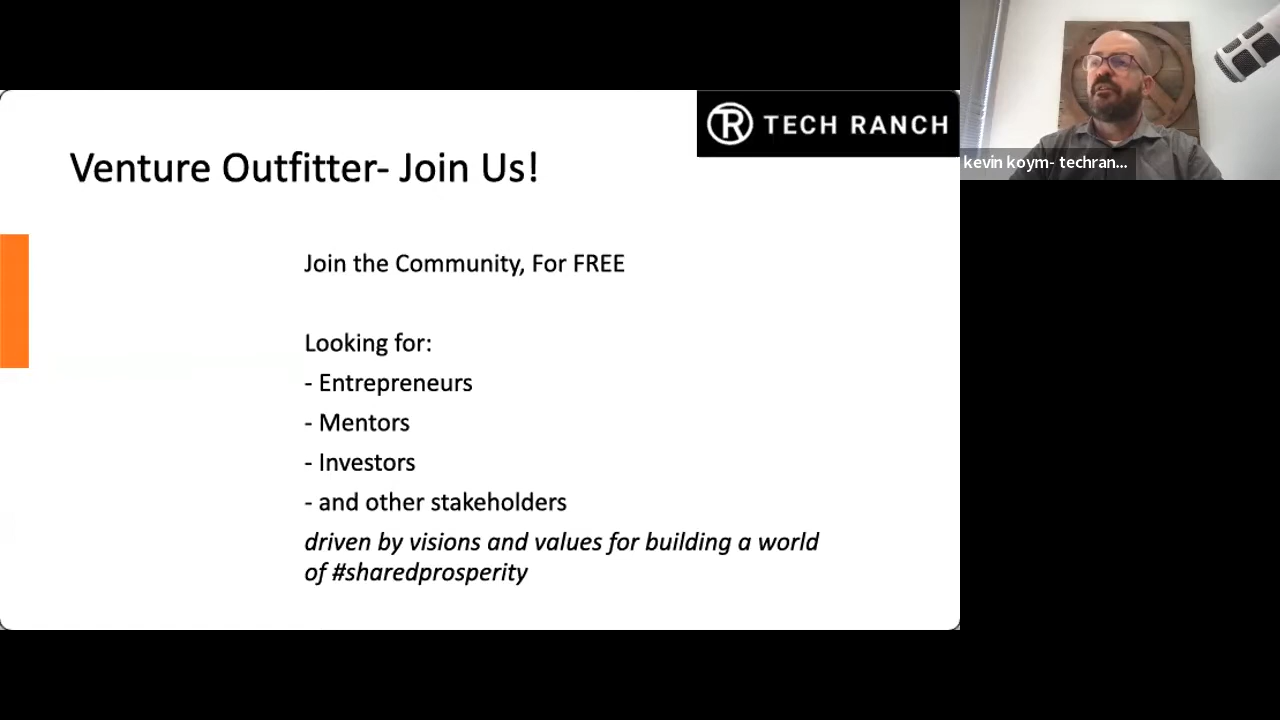 TECH RANCH
Venture Outfitter- Join Us!
Join the Community, For FREE
Looking for:
- Entrepreneurs
- Mentors
- Investors
- and other stakeholders
driven by visions and values for building a world
of #sharedprosperity
kevin koym- techran...